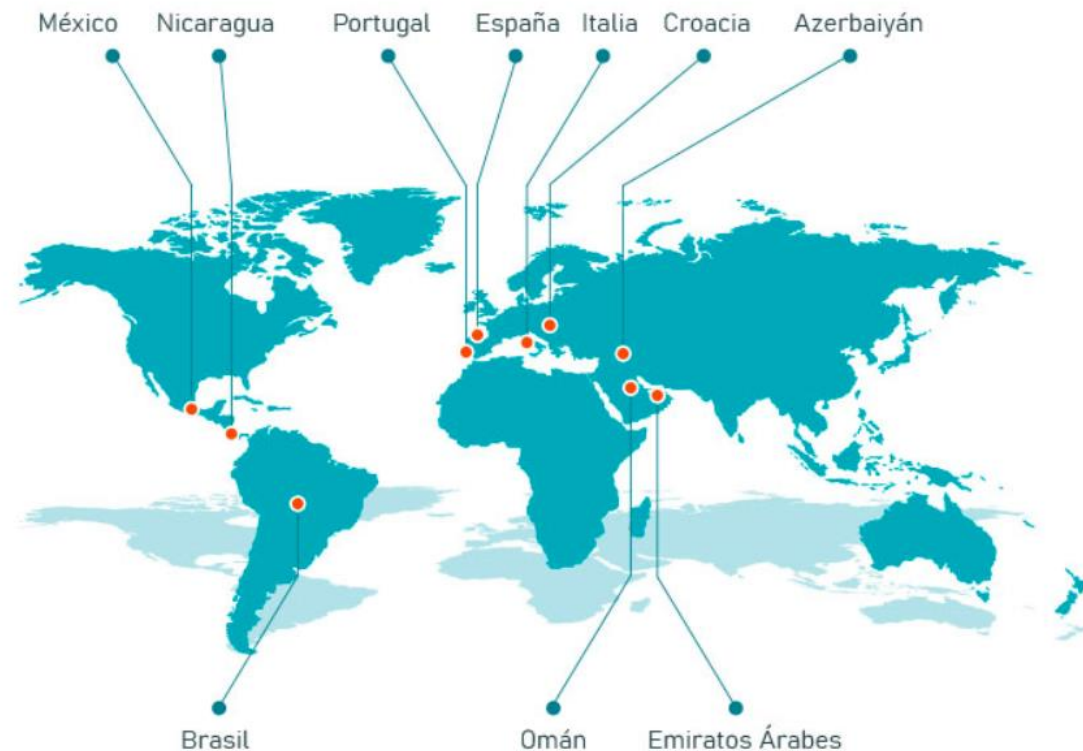 México
Nicaragua
Portugal
España
Italia
Croacia
Azerbaiyán
Brasil
Omán
Emiratos Árabes